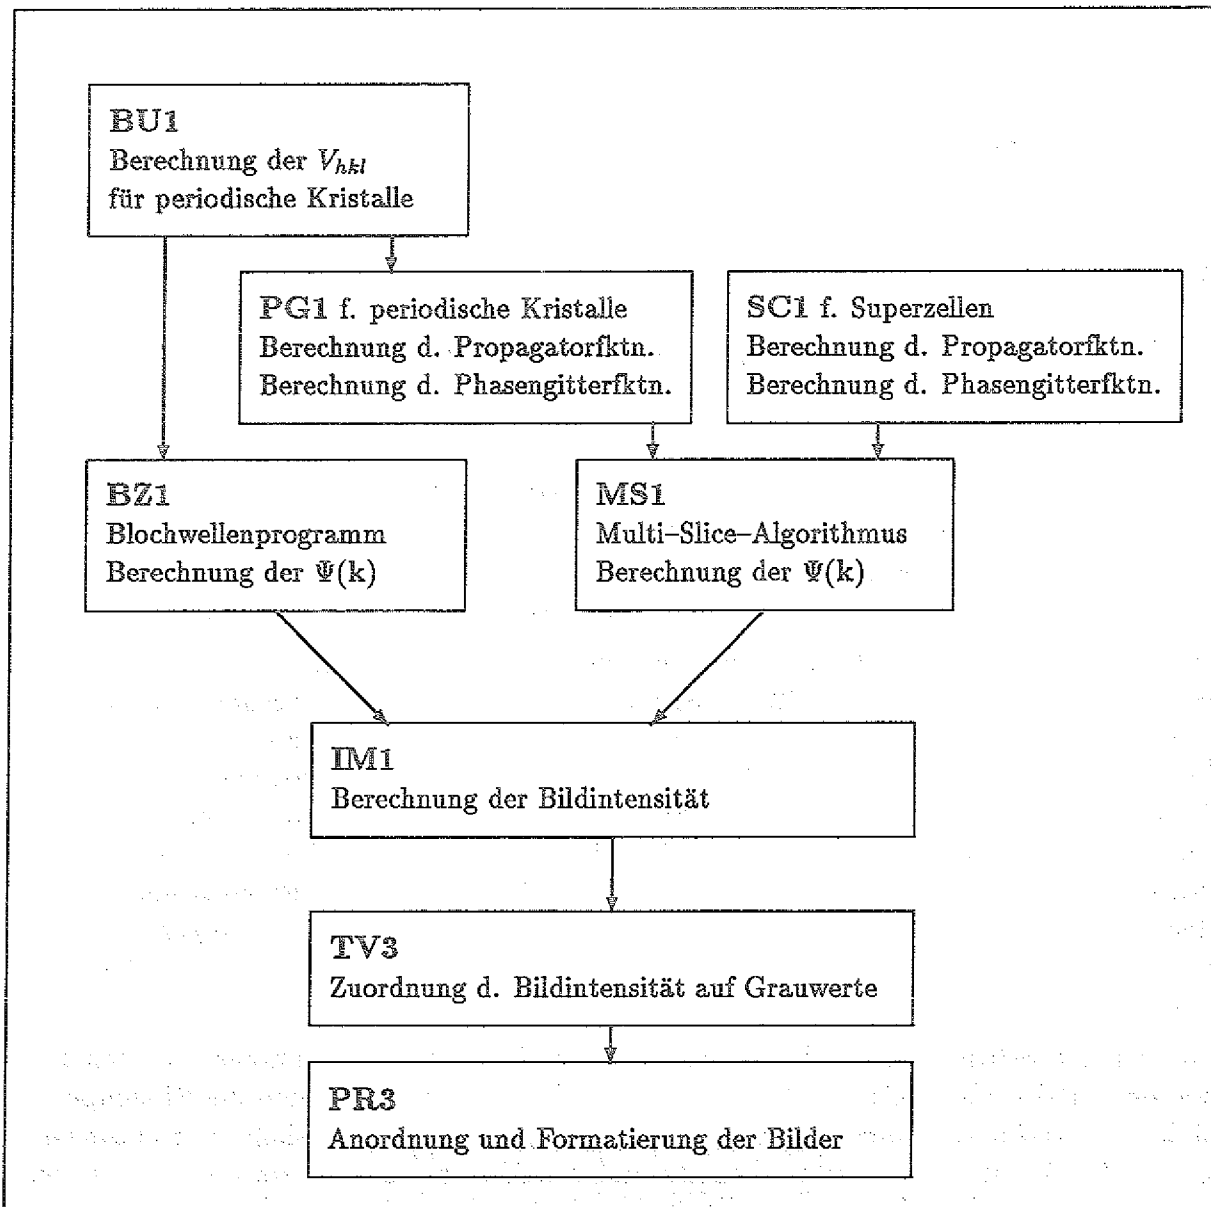 BU1
Berechnung der V_{hkl}
für periodische Kristalle
PG1 f. periodische Kristalle
Berechnung d. Propagatorfktn.
Berechnung d. Phasengitterfktn.
SC1 f. Superzellen
Berechnung d. Propagatorfktn.
Berechnung d. Phasengitterfktn.
BZ1
Blochwellenprogramm
Berechnung der Ψ(k)
MS1
Multi–Slice–Algorithmus
Berechnung der Ψ(k)
IM1
Berechnung der Bildintensität
TV3
Zuordnung d. Bildintensität auf Grauwerte
PR3
Anordnung und Formatierung der Bilder